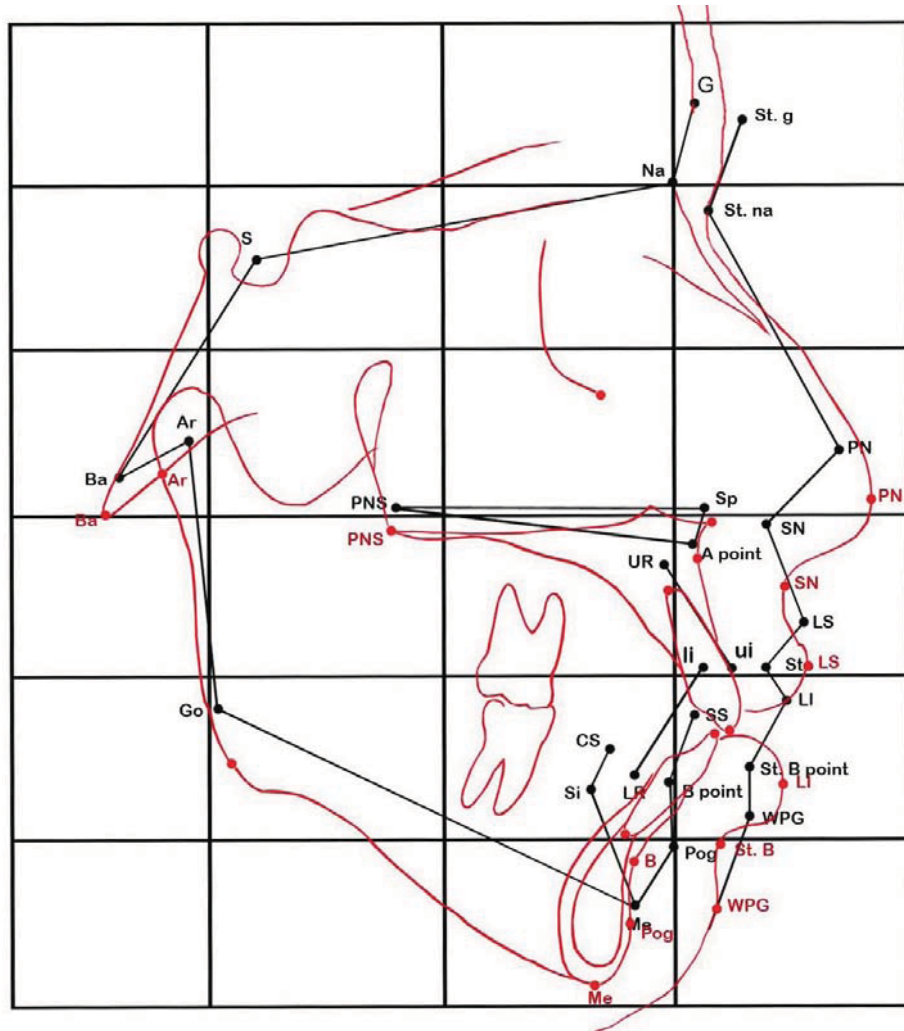 G
St. g
Na
St. na
S
Ar
Ba
Ar
Ba
PN
PNS
Sp
PN
SN
PNS
A point
UR
SN
LS
li
ui
St
LS
Go
SS
LI
CS
St. B point
Si
LR
B point
LI
WPG
Pog
St. B
B
Me
WPG
Pog
Me